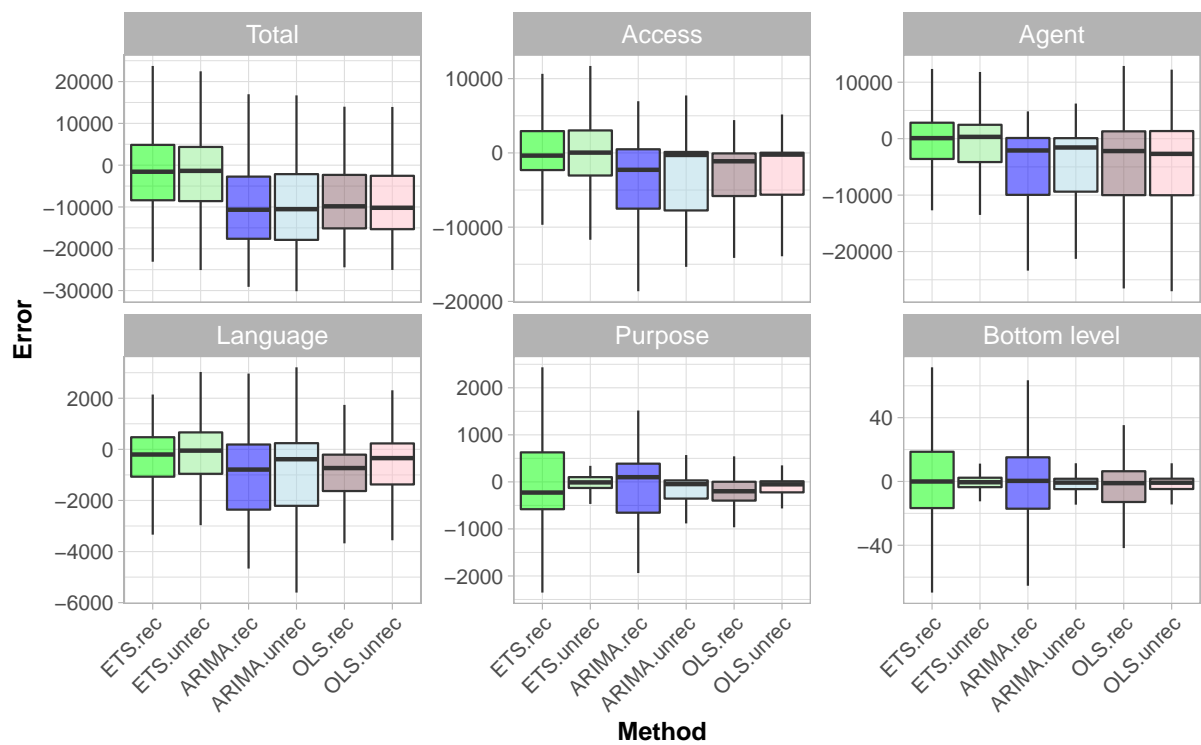 Total
Access
Agent
20000
10000
0
−10000
−20000
−30000
10000
0
−10000
−20000
10000
0
−10000
−20000
Error
Language
Purpose
Bottom level
2000
0
−2000
−4000
−6000
2000
1000
0
−1000
−2000
40
0
−40
ETS.rec
ETS.unrec
ARIMA.rec
ARIMA.unrec
OLS.rec
OLS.unrec
ETS.rec
ETS.unrec
ARIMA.rec
ARIMA.unrec
OLS.rec
OLS.unrec
ETS.rec
ETS.unrec
ARIMA.rec
ARIMA.unrec
OLS.rec
OLS.unrec
Method